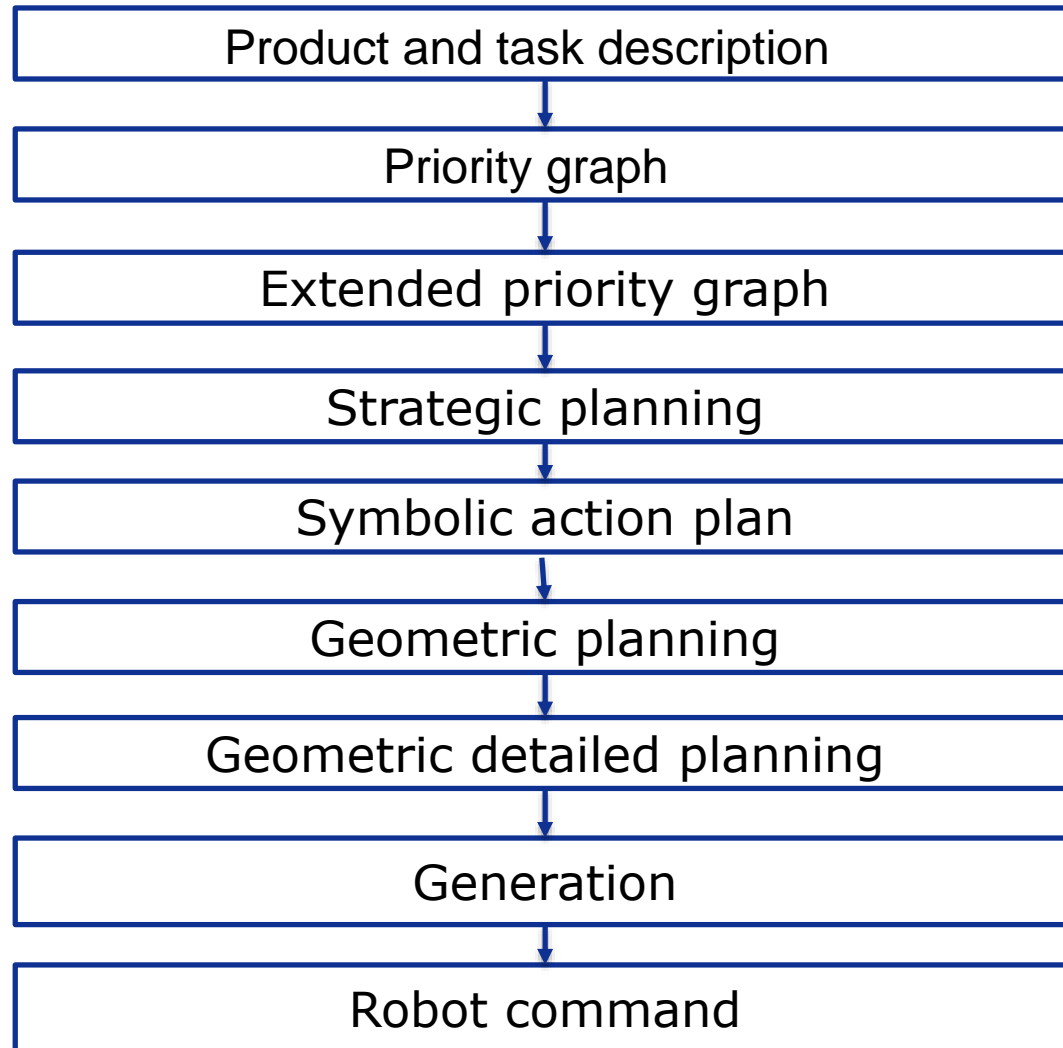 Product and task description
Priority graph
Extended priority graph
Strategic planning
Symbolic action plan
Geometric planning
Geometric detailed planning
Generation
Robot command